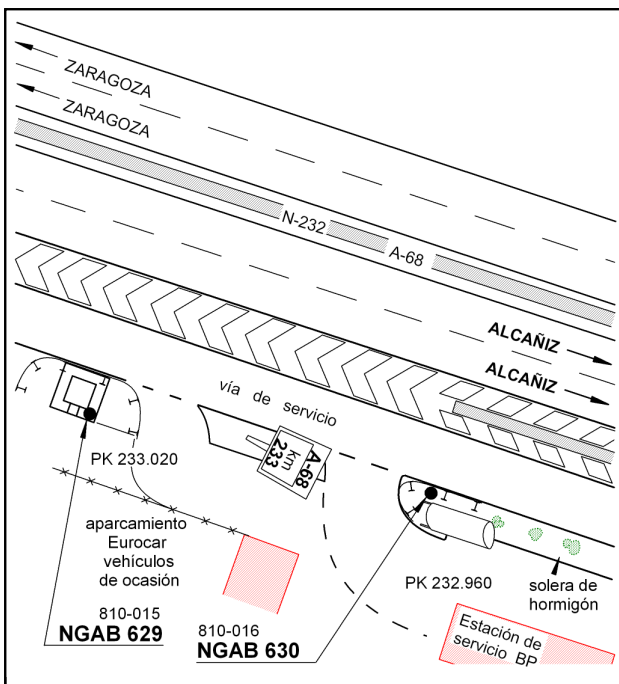 ZARAGOZA
ZARAGOZA
N-232
A-68
ALCAÑIZ
ALCAÑIZ
vía de servicio
A-68
km
233
PK 233.020
aparcamiento
Eurocar
vehículos
de ocasión
810-015
NGAB 629
810-016
NGAB 630
PK 232.960
solera de
hormigón
Estación de
servicio BP